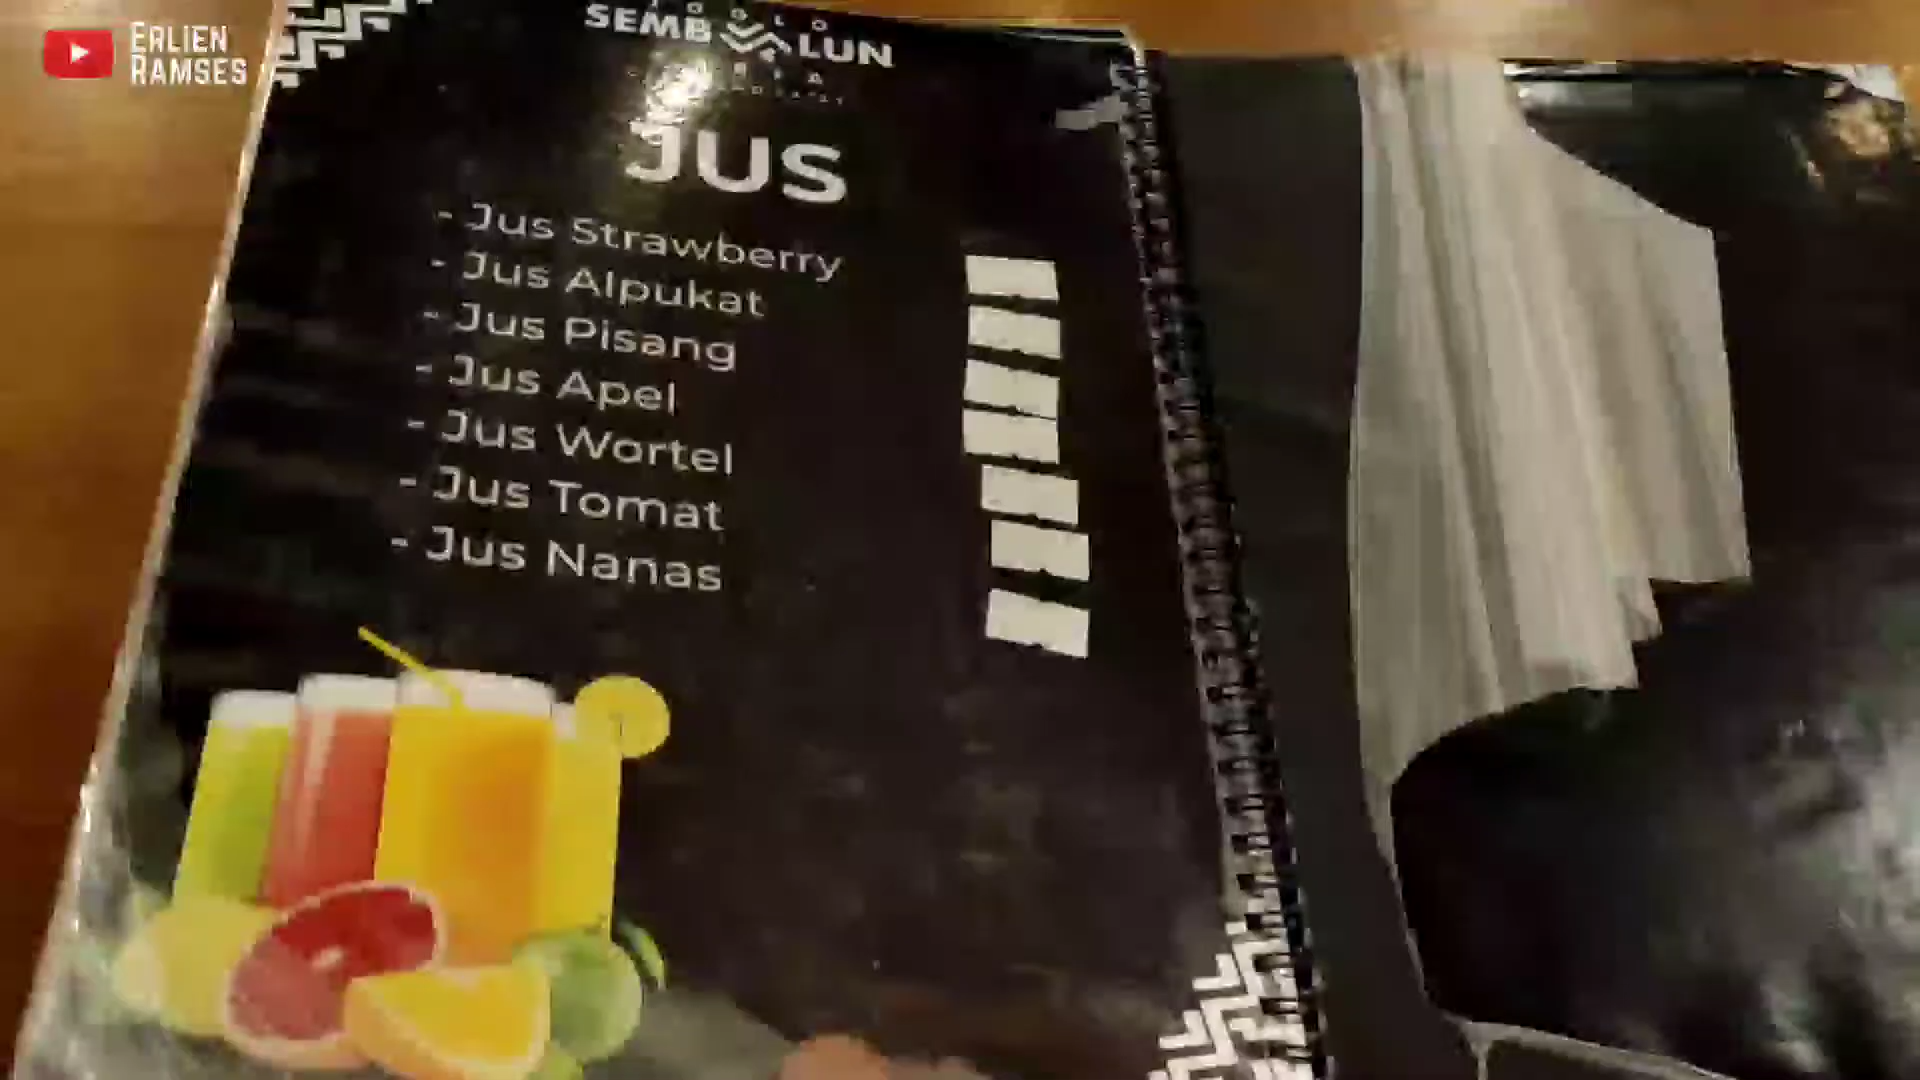 ERLIEN
RAMSES
SEMB LUN
JUS
- Jus Strawberry
- Jus Alpukat
- Jus Pisang
- Jus Apel
- Jus Wortel
- Jus Tomat
- Jus Nanas